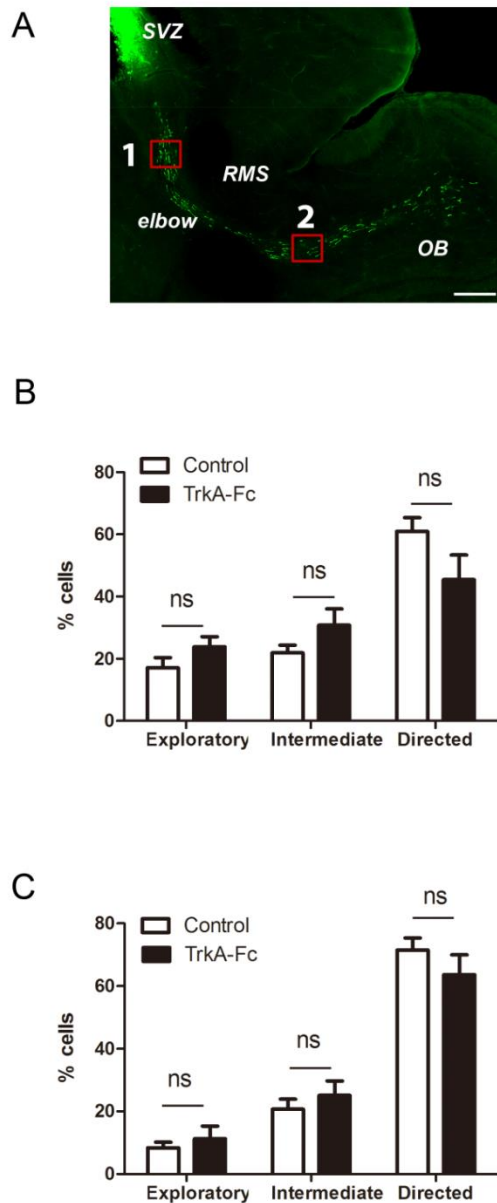 A
SVZ
1
RMS
elbow
2
OB
B
80
60
40
20
0
% cells
Control
TrkA-Fc
ns
ns
ns
Exploratory
Intermediate
Directed
C
80
60
40
20
0
% cells
Control
TrkA-Fc
ns
ns
ns
Exploratory
Intermediate
Directed